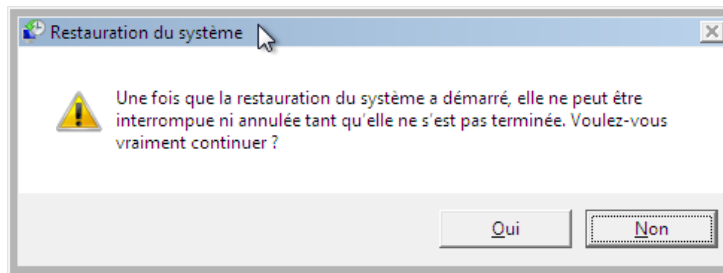 Restauration du système
Une fois que la restauration du système a démarré, elle ne peut être
interrompue ni annulée tant qu'elle ne s'est pas terminée. Voulez-vous
vraiment continuer ?
Oui
Non